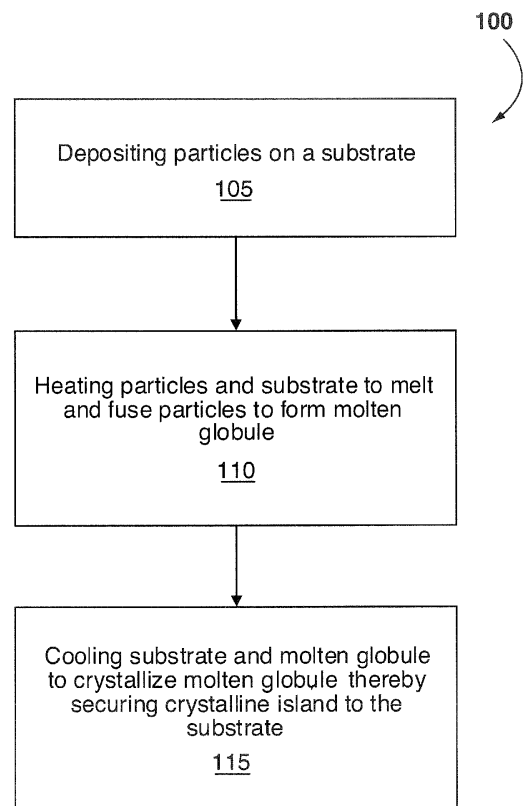 100
Depositing particles on a substrate
105
Heating particles and substrate to melt
and fuse particles to form molten
globule
110
Cooling substrate and molten globule
to crystallize molten globule thereby
securing crystalline island to the
substrate
115